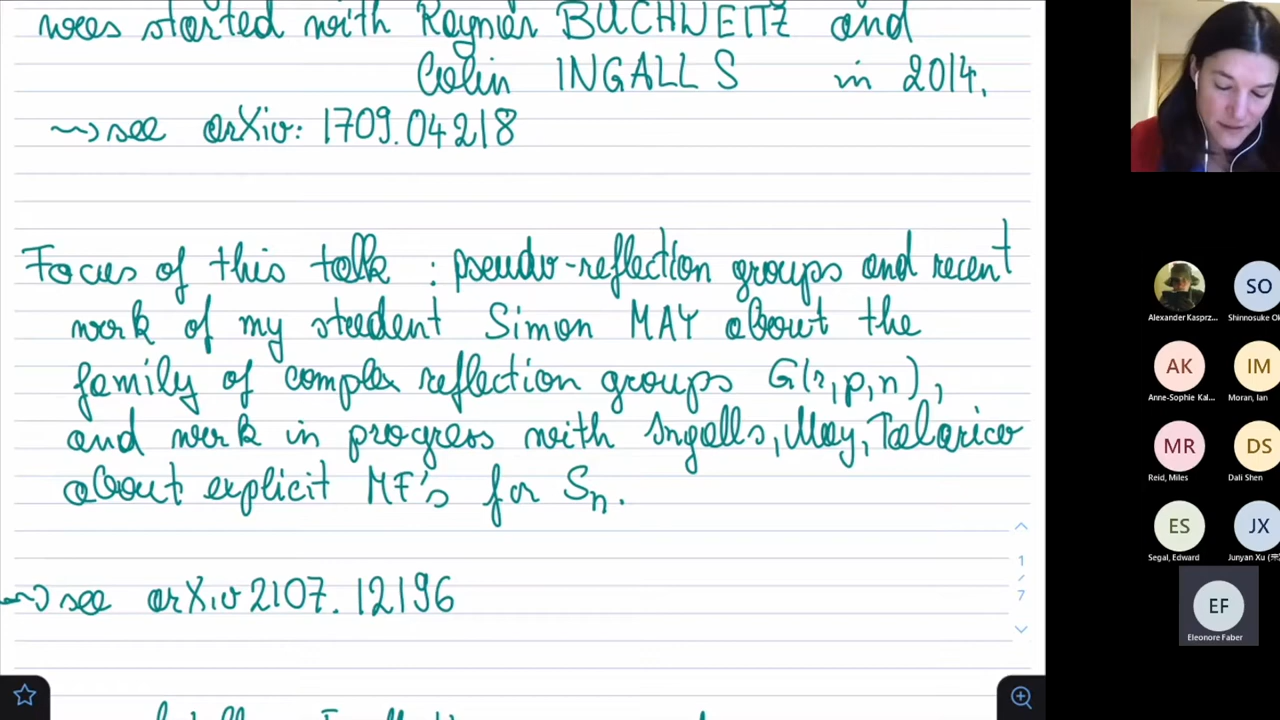 was started with Ragnar BUCHWEITZ and
Colin INGALLS in 2014.
⇝ see arXiv: 1709.04218
Focus of this talk : pseudo-reflection groups and recent
work of my student Simon MAY about the
family of complex reflection groups G(r,p,n),
and work in progress with Ingalls, May, Talarico
about explicit MF's for Sn.
⇝ see arXiv 2107.12196
1
/
7
Alexander Kasprz...
SO
Shinnosuke Ok
AK
Anne-Sophie Kal...
IM
Moran, Ian
MR
Reid, Miles
DS
Dali Shen
ES
Segal, Edward
JX
Junyan Xu
EF
Eleonore Faber